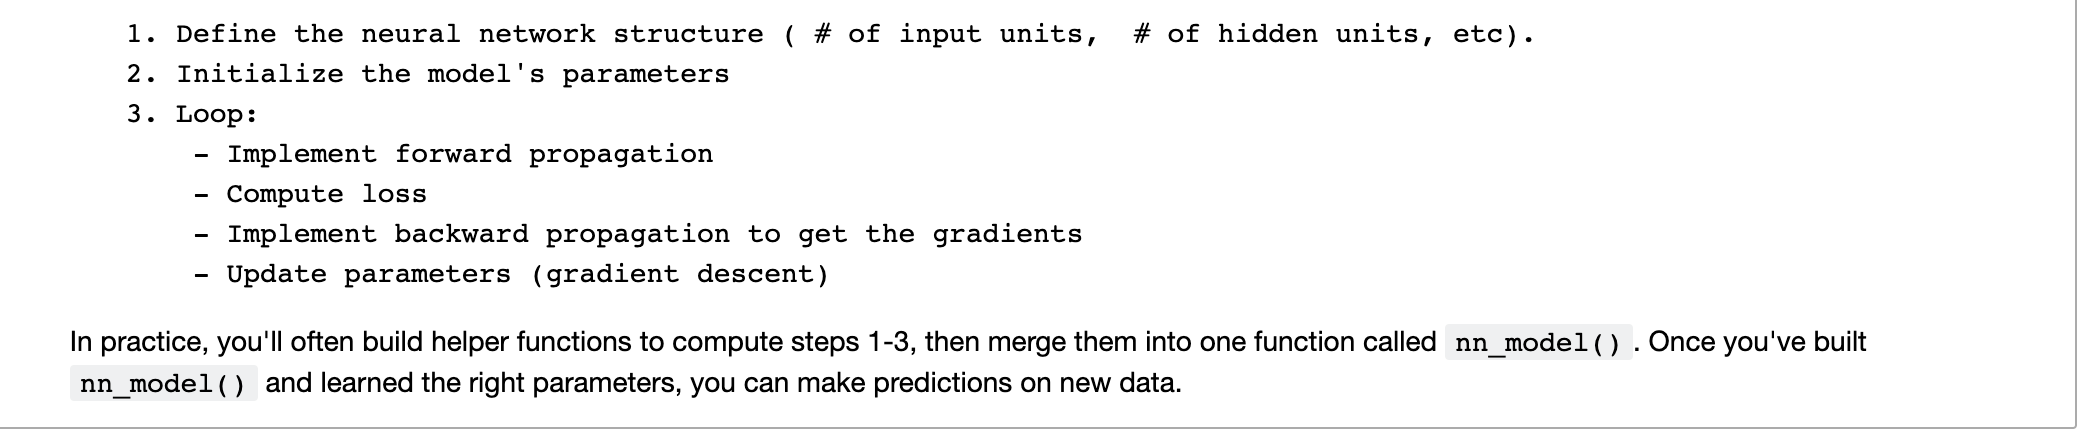 1. Define the neural network structure ( # of input units,  # of hidden units, etc).
2. Initialize the model's parameters
3. Loop:
- Implement forward propagation
- Compute loss
- Implement backward propagation to get the gradients
- Update parameters (gradient descent)
In practice, you'll often build helper functions to compute steps 1-3, then merge them into one function called nn_model() . Once you've built
nn_model() and learned the right parameters, you can make predictions on new data.